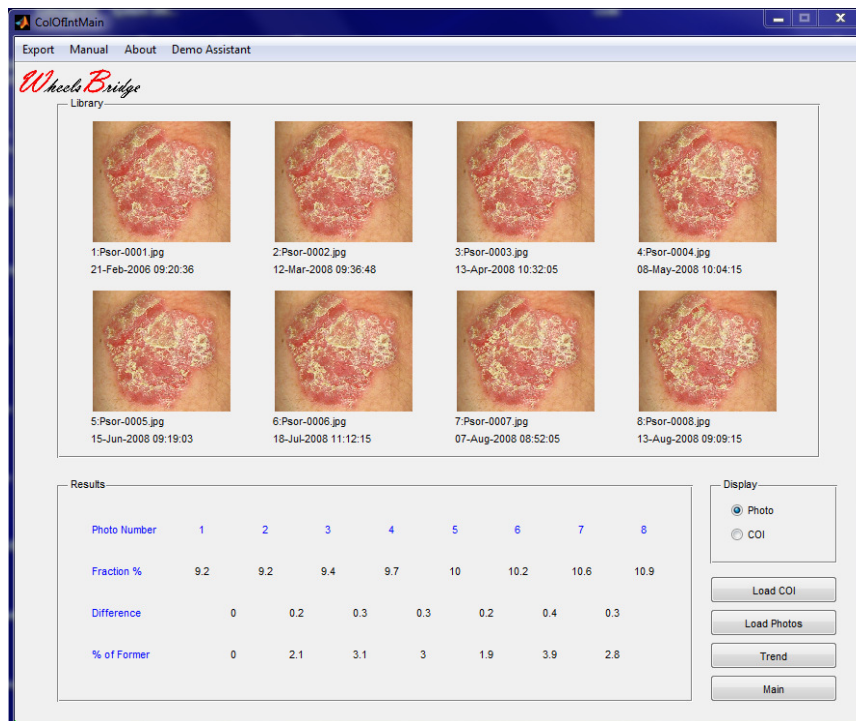 ColOfIntMain
Export Manual About Demo Assistant
WheelsBridge
Library
1:Psor-0001.jpg 2:Psor-0002.jpg 3:Psor-0003.jpg 4:Psor-0004.jpg
21-Feb-2006 09:20:36 12-Mar-2008 09:36:48 13-Apr-2008 10:32:05 08-May-2008 10:04:15
5:Psor-0005.jpg 6:Psor-0006.jpg 7:Psor-0007.jpg 8:Psor-0008.jpg
15-Jun-2008 09:19:03 18-Jul-2008 11:12:15 07-Aug-2008 08:52:05 13-Aug-2008 09:09:15
Results
Photo Number 1 2 3 4 5 6 7 8
Fraction % 9.2 9.2 9.4 9.7 10 10.2 10.6 10.9
Difference 0 0.2 0.3 0.3 0.2 0.4 0.3
% of Former 0 2.1 3.1 3 1.9 3.9 2.8
Display
Photo
COI
Load COI
Load Photos
Trend
Main